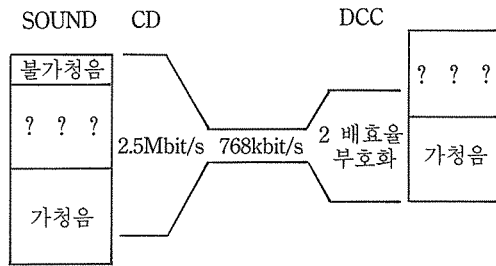 SOUND CD DCC
불가청음
? ? ?
가청음
2.5Mbit/s 768kbit/s
2 배효율
부호화
? ? ?
가청음